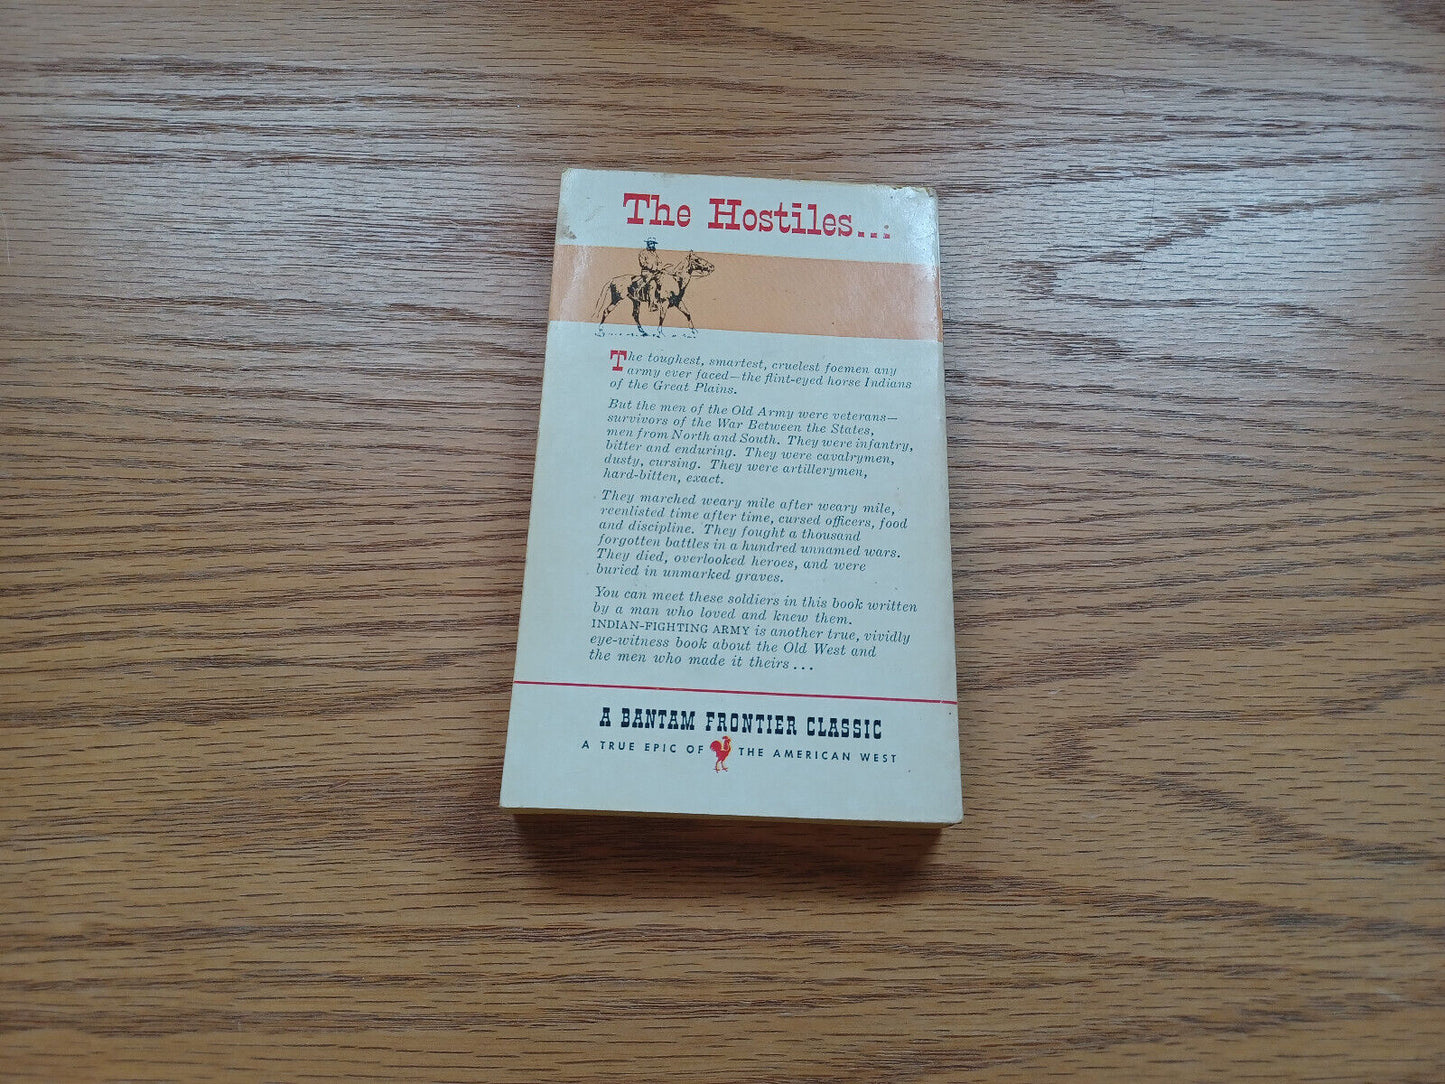 The Hostiles...
The toughest, smartest, cruelest foemen any
army ever faced—the flint-eyed horse Indians
of the Great Plains.
But the men of the Old Army were veterans—
survivors of the War Between the States,
men from North and South. They were infantry,
bitter and enduring. They were cavalrymen,
dusty, cursing. They were artillerymen,
hard-bitten, exact.
They marched weary mile after weary mile,
reenlisted time after time, cursed officers, food
and discipline. They fought a thousand
forgotten battles in a hundred unnamed wars.
They died, overlooked heroes, and were
buried in unmarked graves.
You can meet these soldiers in this book written
by a man who loved and knew them.
INDIAN-FIGHTING ARMY is another true, vividly
eye-witness book about the Old West and
the men who made it theirs...
A BANTAM FRONTIER CLASSIC
A TRUE EPIC OF THE AMERICAN WEST